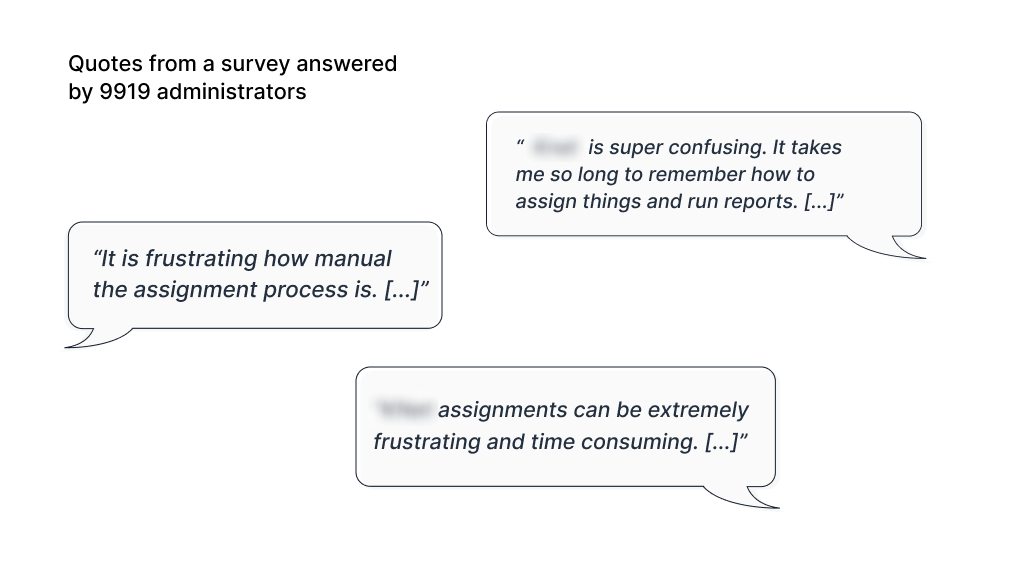 Quotes from a survey answered
by 9919 administrators
“ is super confusing. It takes
me so long to remember how to
assign things and run reports. [...]”
“It is frustrating how manual
the assignment process is. [...]”
assignments can be extremely
frustrating and time consuming. [...]”